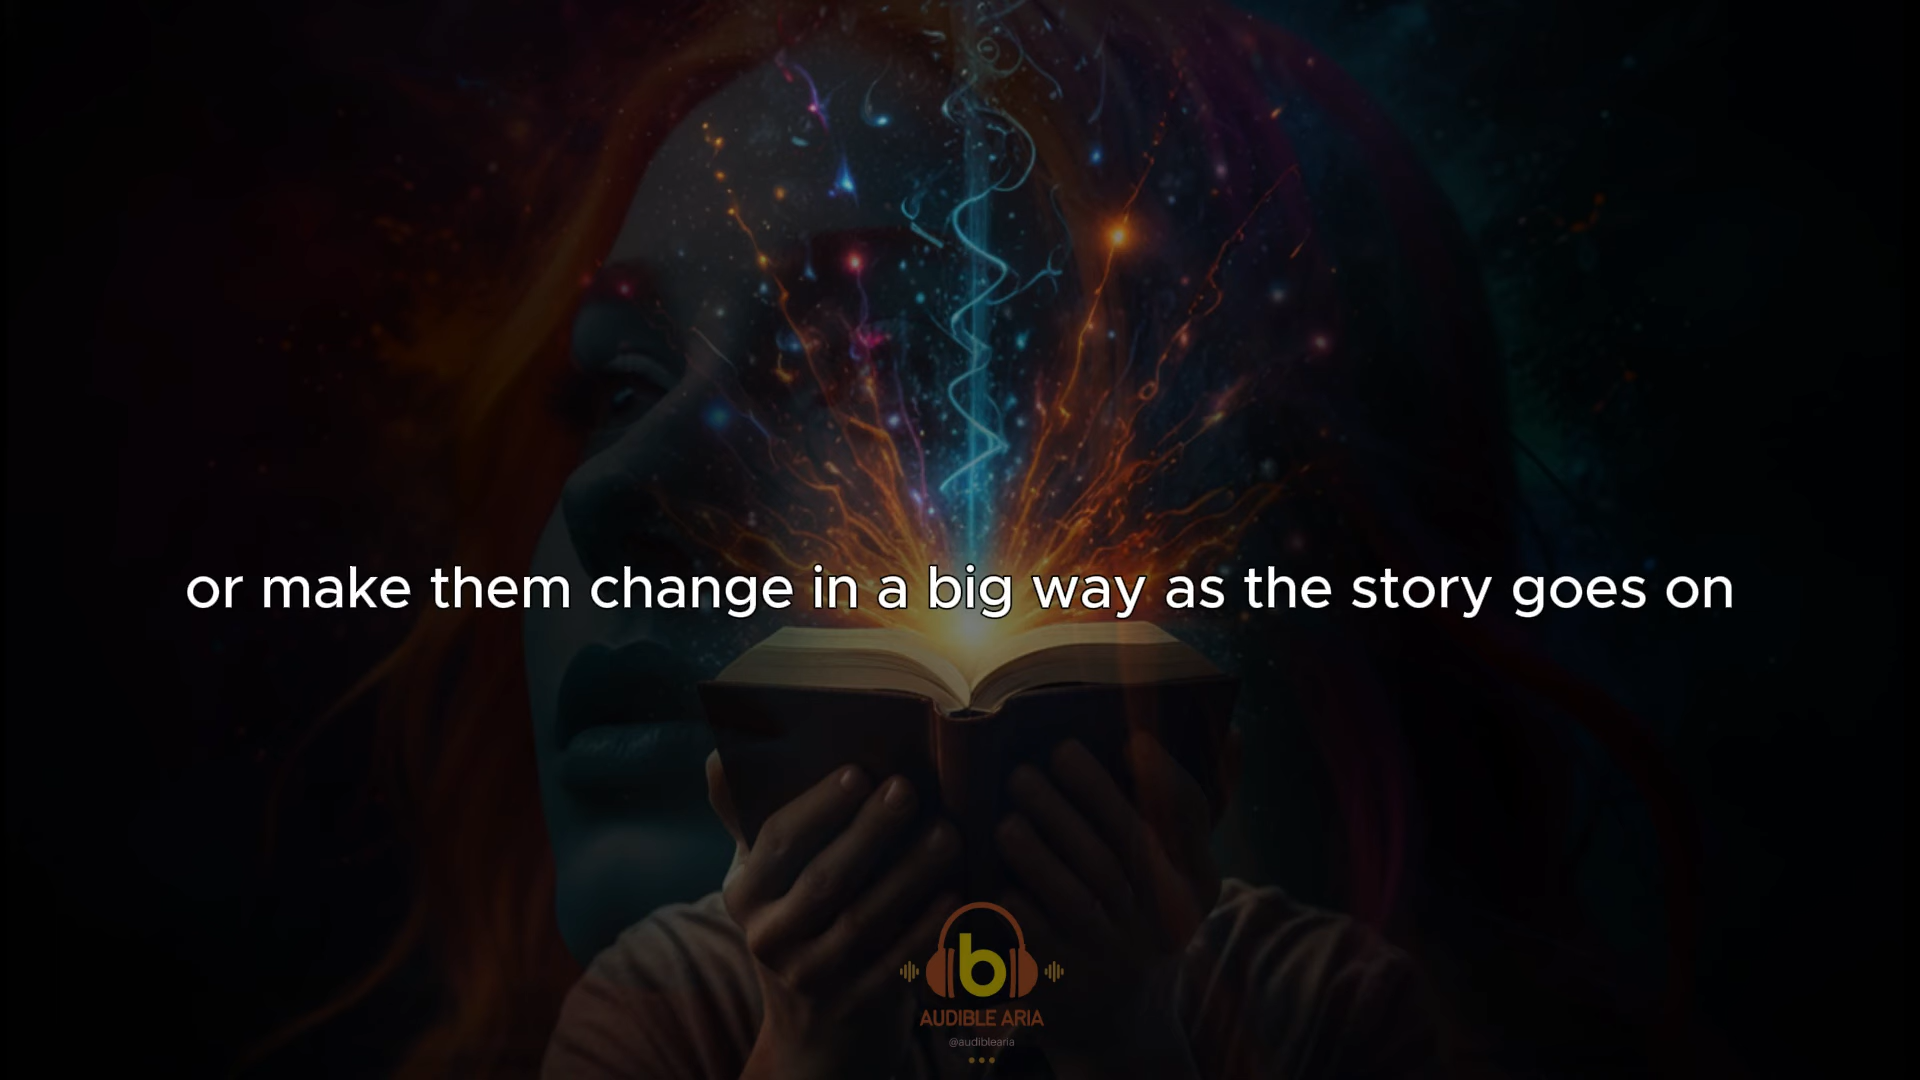 or make them change in a big way as the story goes on
b
AUDIBLE ARIA
@audiblearia